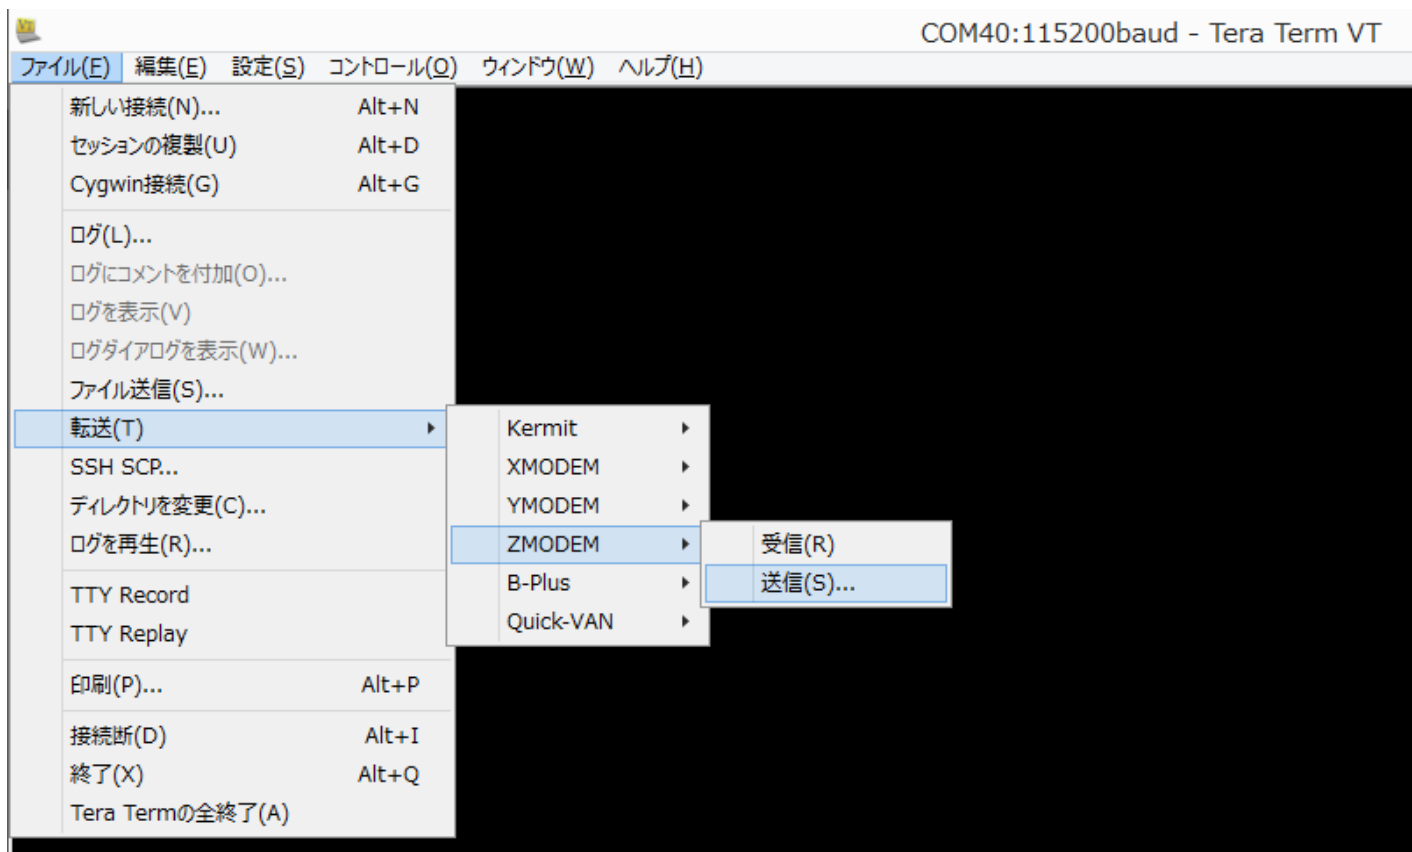 COM40:115200baud - Tera Term VT
ファイル(F) 編集(E) 設定(S) コントロール(O) ウィンドウ(W) ヘルプ(H)
新しい接続(N)... Alt+N
セッションの複製(U) Alt+D
Cygwin接続(G) Alt+G
ログ(L)...
ログにコメントを付加(O)...
ログを表示(V)
ログダイアログを表示(W)...
ファイル送信(S)...
転送(T)
SSH SCP...
ディレクトリを変更(C)...
ログを再生(R)...
TTY Record
TTY Replay
印刷(P)... Alt+P
接続断(D) Alt+I
終了(X) Alt+Q
Tera Termの全終了(A)
Kermit
XMODEM
YMODEM
ZMODEM
B-Plus
Quick-VAN
受信(R)
送信(S)...